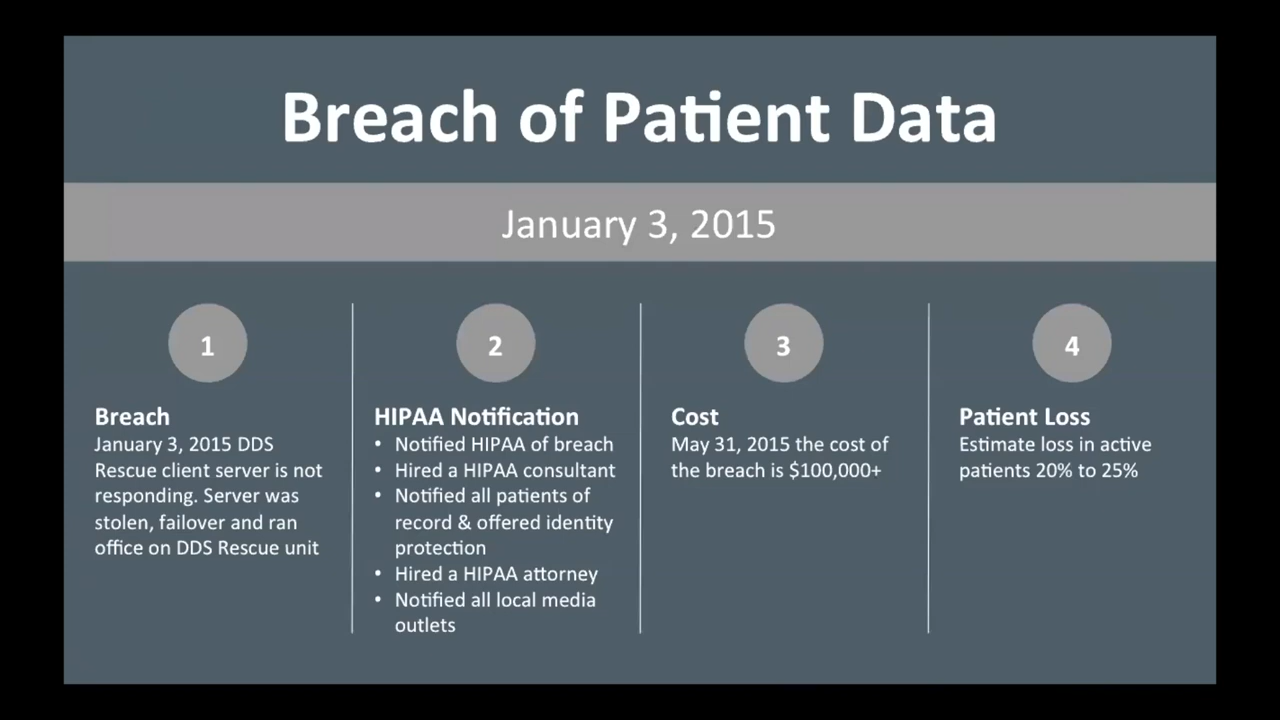 Breach of Patient Data
January 3, 2015
1
Breach
January 3, 2015 DDS
Rescue client server is not
responding. Server was
stolen, failover and ran
office on DDS Rescue unit
2
HIPAA Notification
• Notified HIPAA of breach
• Hired a HIPAA consultant
• Notified all patients of
record & offered identity
protection
• Hired a HIPAA attorney
• Notified all local media
outlets
3
Cost
May 31, 2015 the cost of
the breach is $100,000+
4
Patient Loss
Estimate loss in active
patients 20% to 25%